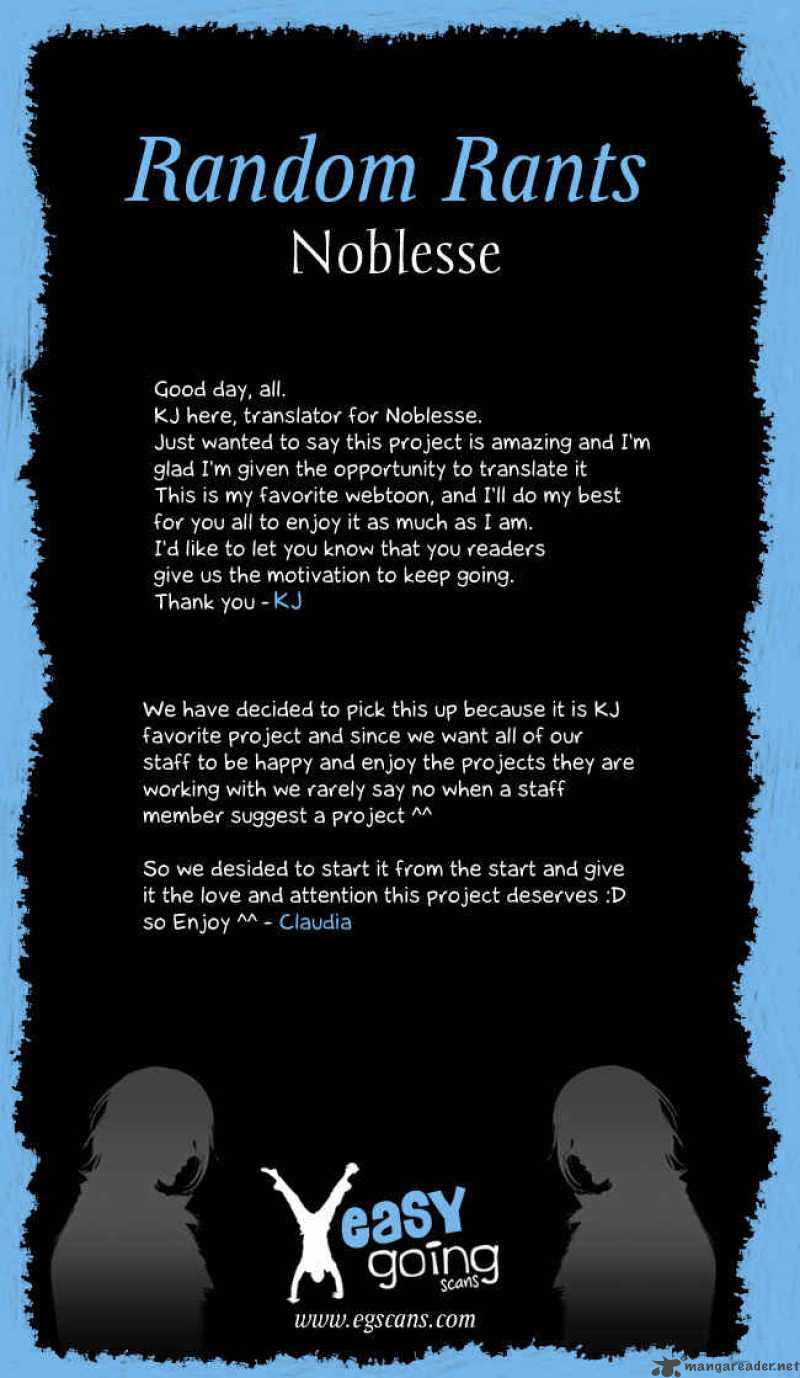 Random Rants
Noblesse
Good day, all.
KJ here, translator for Noblesse.
Just wanted to say this project is amazing and I'm
glad I'm given the opportunity to translate it
This is my favorite webtoon, and I'll do my best
for you all to enjoy it as much as I am.
I'd like to let you know that you readers
give us the motivation to keep going.
Thank you - KJ
We have decided to pick this up because it is KJ
favorite project and since we want all of our
staff to be happy and enjoy the projects they are
working with we rarely say no when a staff
member suggest a project ^^
So we desided to start it from the start and give
it the love and attention this project deserves :D
so Enjoy ^^ - Claudia
easy
going
scans
www.egscans.com
mangareader.net